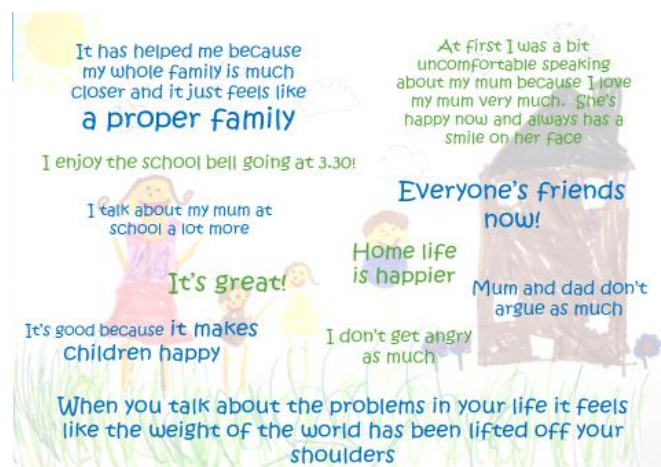 It has helped me because
my whole family is much
closer and it just feels like
a proper family
At first I was a bit
uncomfortable speaking
about my mum because I love
my mum very much. She's
happy now and always has a
smile on her face
I enjoy the school bell going at 3.30!
Everyone's friends
now!
I talk about my mum at
school a lot more
Home life
is happier
It's great!
Mum and dad don't
argue as much
It's good because it makes
children happy
I don't get angry
as much
When you talk about the problems in your life it feels
like the weight of the world has been lifted off your
shoulders